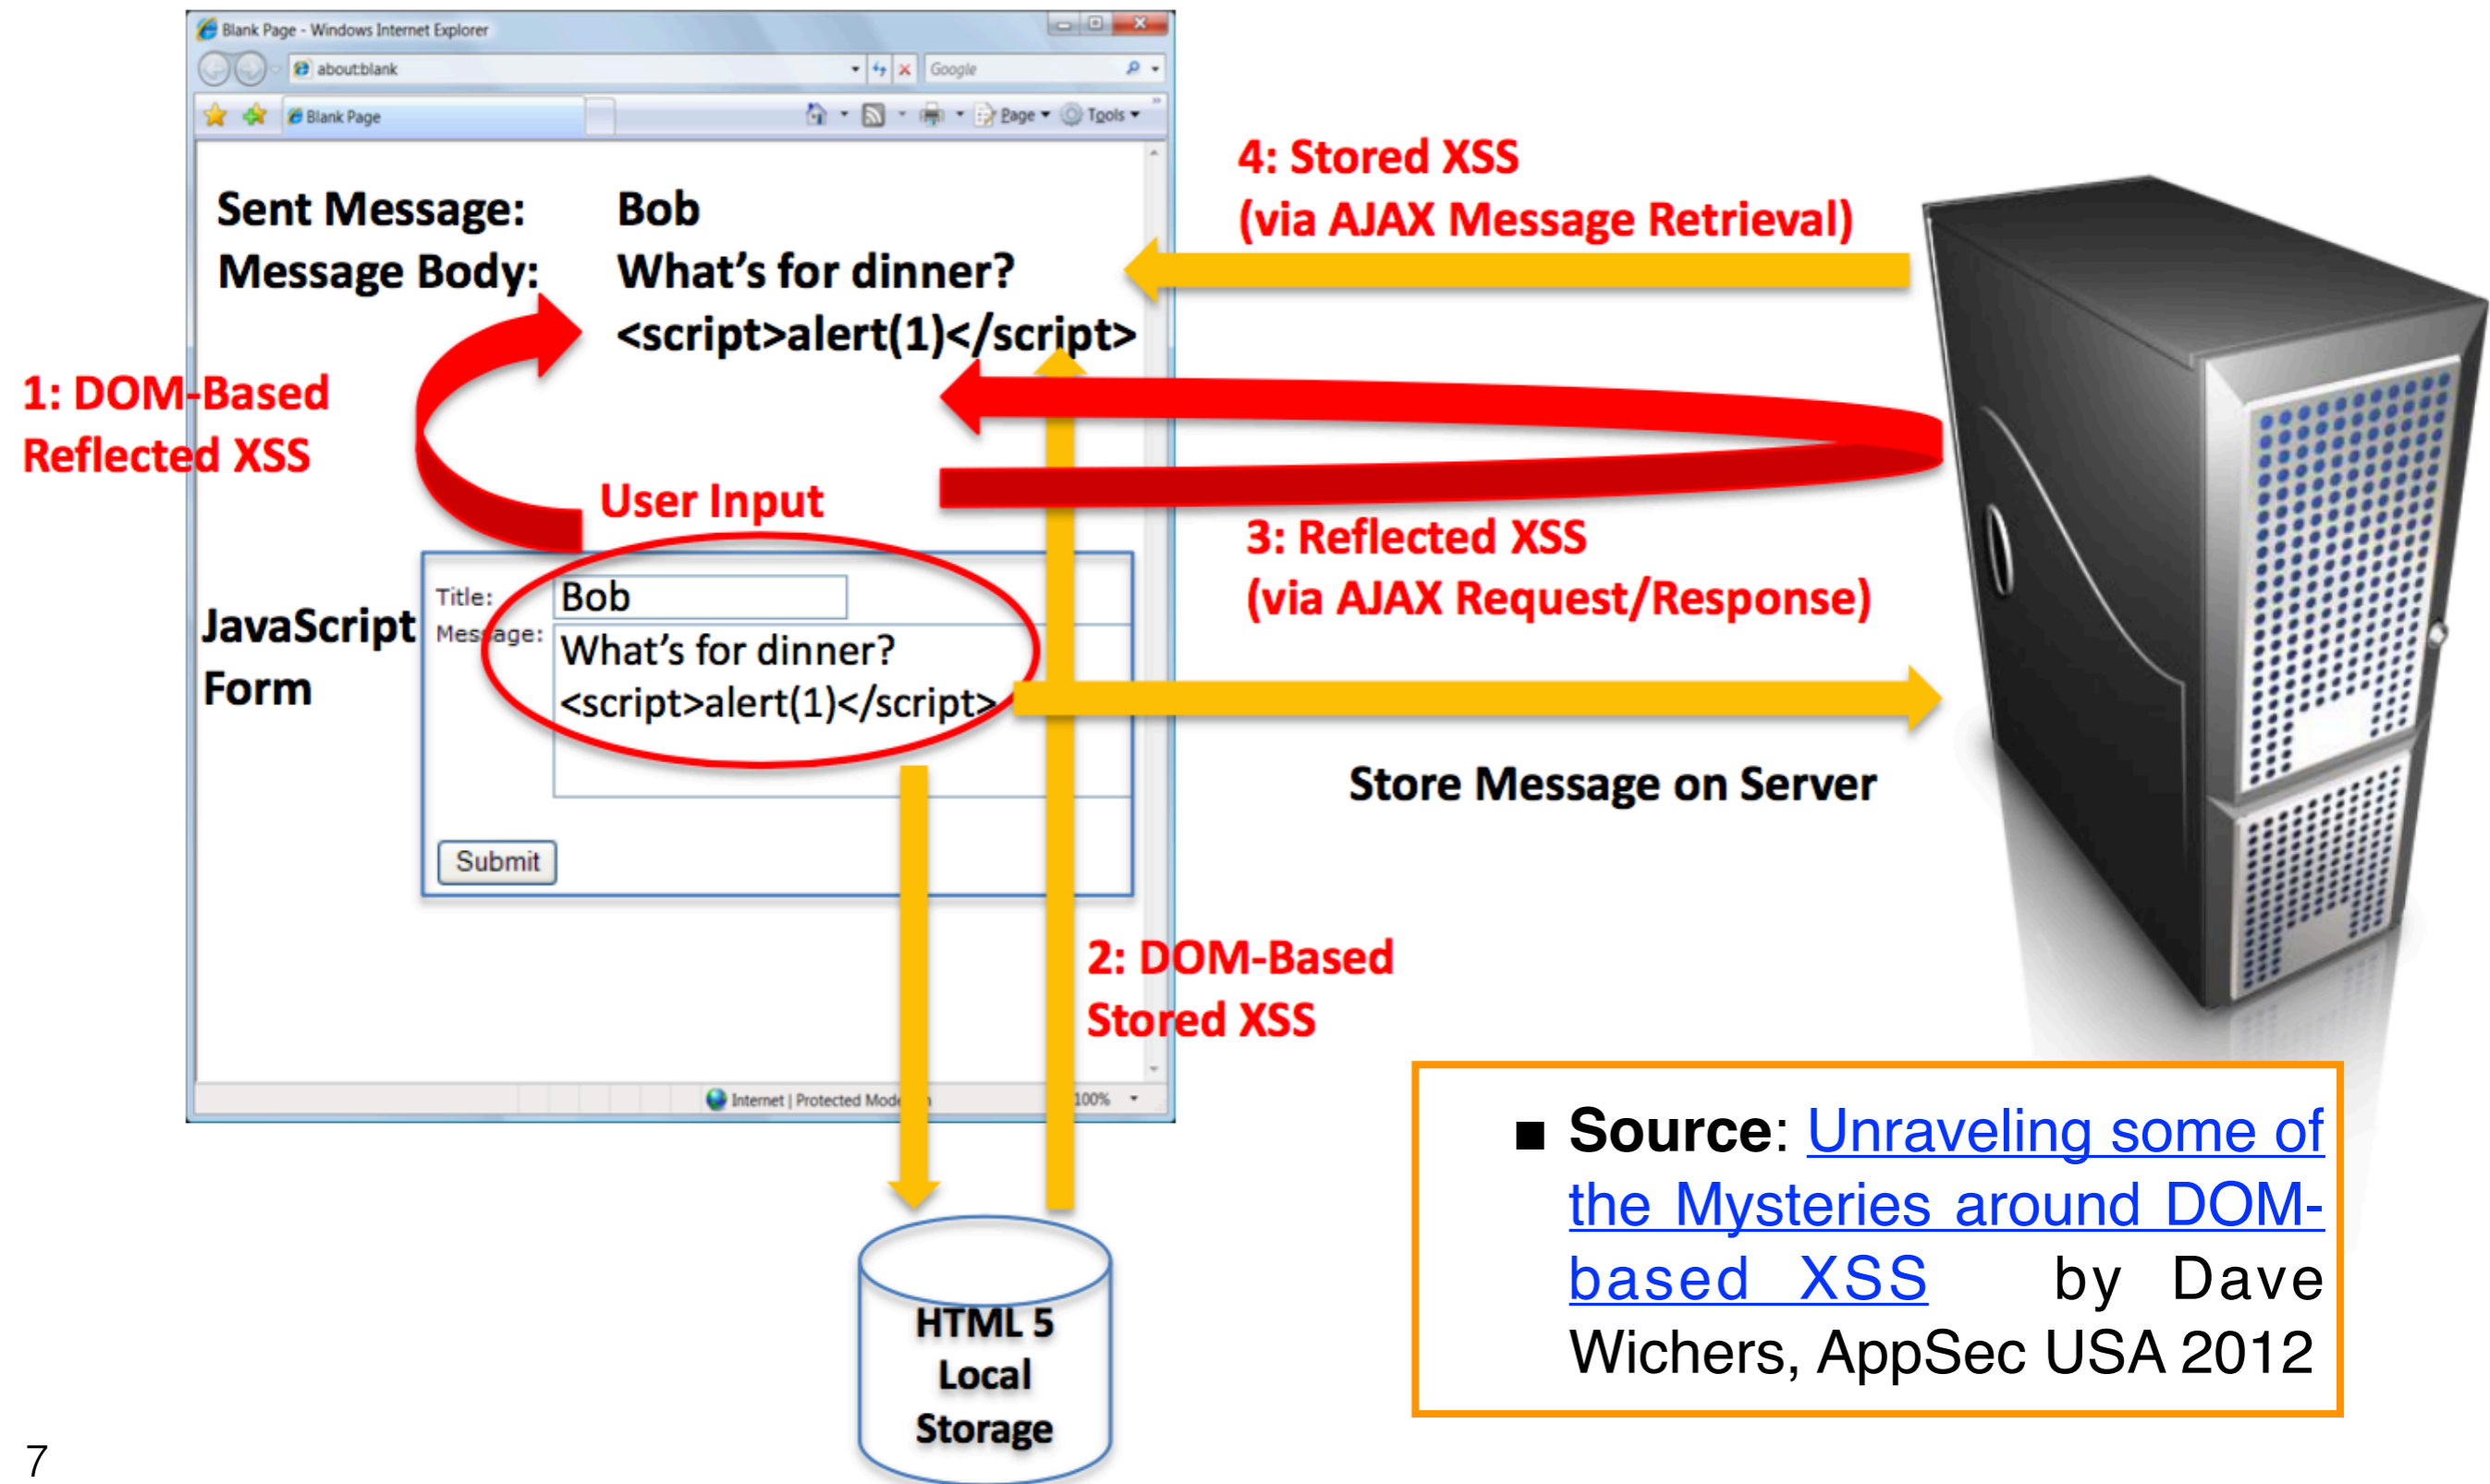 Blank Page - Windows Internet Explorer
about:blank
Google
Blank Page
Page
Tools
Sent Message: Bob
Message Body: What's for dinner?
<script>alert(1)</script>
4: Stored XSS
(via AJAX Message Retrieval)
1: DOM-Based
Reflected XSS
User Input
3: Reflected XSS
(via AJAX Request/Response)
JavaScript
Form
Title: Bob
Message: What's for dinner?
<script>alert(1)</script>
Submit
Store Message on Server
2: DOM-Based
Stored XSS
Internet | Protected Mode
100%
HTML 5
Local
Storage
■ Source: Unraveling some of
the Mysteries around DOM-
based XSS by Dave
Wichers, AppSec USA 2012
7